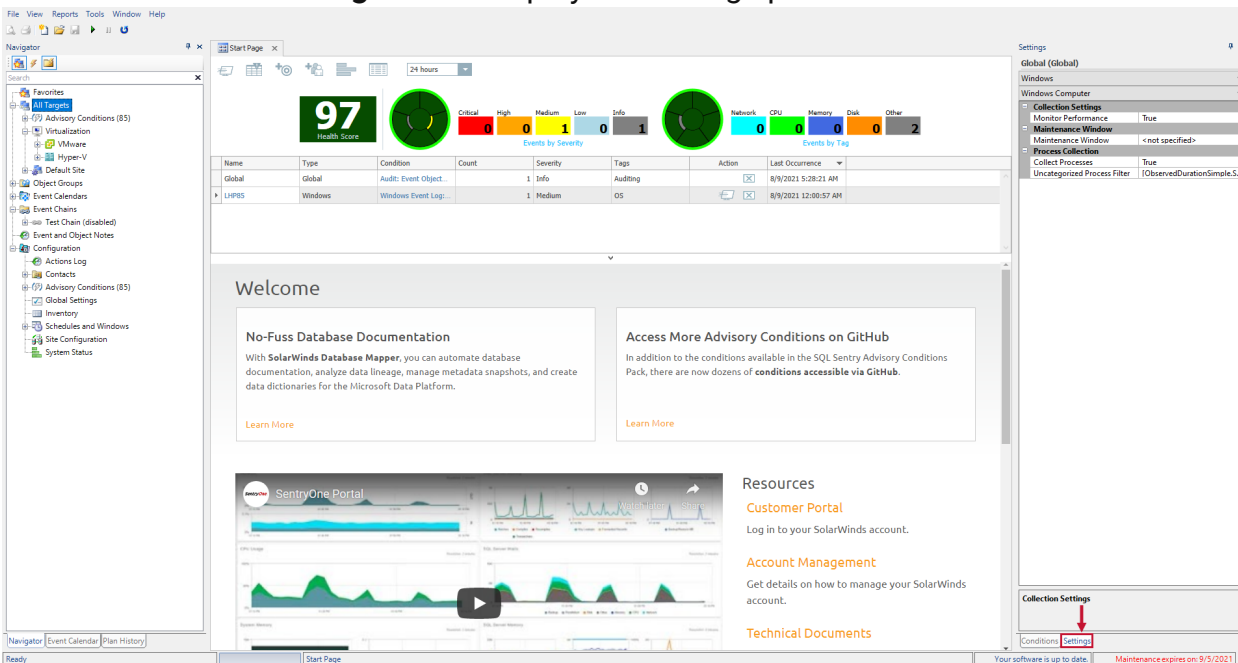 File View Reports Tools Window Help
Navigator
Search
Favorites
All Targets
Advisory Conditions (85)
Virtualization
VMware
Hyper-V
Default Site
Object Groups
Event Calendars
Event Chains
Test Chain (disabled)
Event and Object Notes
Configuration
Actions Log
Contacts
Advisory Conditions (85)
Global Settings
Inventory
Schedules and Windows
Site Configuration
System Status
Navigator Event Calendar Plan History
Start Page
24 hours
97
Health Score
Critical High Medium Low Info
0 0 1 0 1
Events by Severity
Network CPU Memory Disk Other
0 0 0 0 2
Events by Tag
Name Type Condition Count Severity Tags Action Last Occurrence
Global Global Audit: Event Object... 1 Info Auditing 8/9/2021 5:28:21 AM
LHP85 Windows Windows Event Log:... 1 Medium OS 8/9/2021 12:00:57 AM
Welcome
No-Fuss Database Documentation
With SolarWinds Database Mapper, you can automate database
documentation, analyze data lineage, manage metadata snapshots, and create
data dictionaries for the Microsoft Data Platform.
Learn More
Access More Advisory Conditions on GitHub
In addition to the conditions available in the SQL Sentry Advisory Conditions
Pack, there are now dozens of conditions accessible via GitHub.
Learn More
SentryOne Portal
Watch later Share
CPU Usage
SQL Server Waits
System Memory
SQL Server Memory
Resources
Customer Portal
Log in to your SolarWinds account.
Account Management
Get details on how to manage your SolarWinds
account.
Technical Documents
Settings
Global (Global)
Windows
Windows Computer
Collection Settings
Monitor Performance True
Maintenance Window
Maintenance Window <not specified>
Process Collection
Collect Processes True
Uncategorized Process Filter [ObservedDurationSimple.S
Collection Settings
Conditions Settings
Ready Start Page Your software is up to date. Maintenance expires on: 9/5/2021